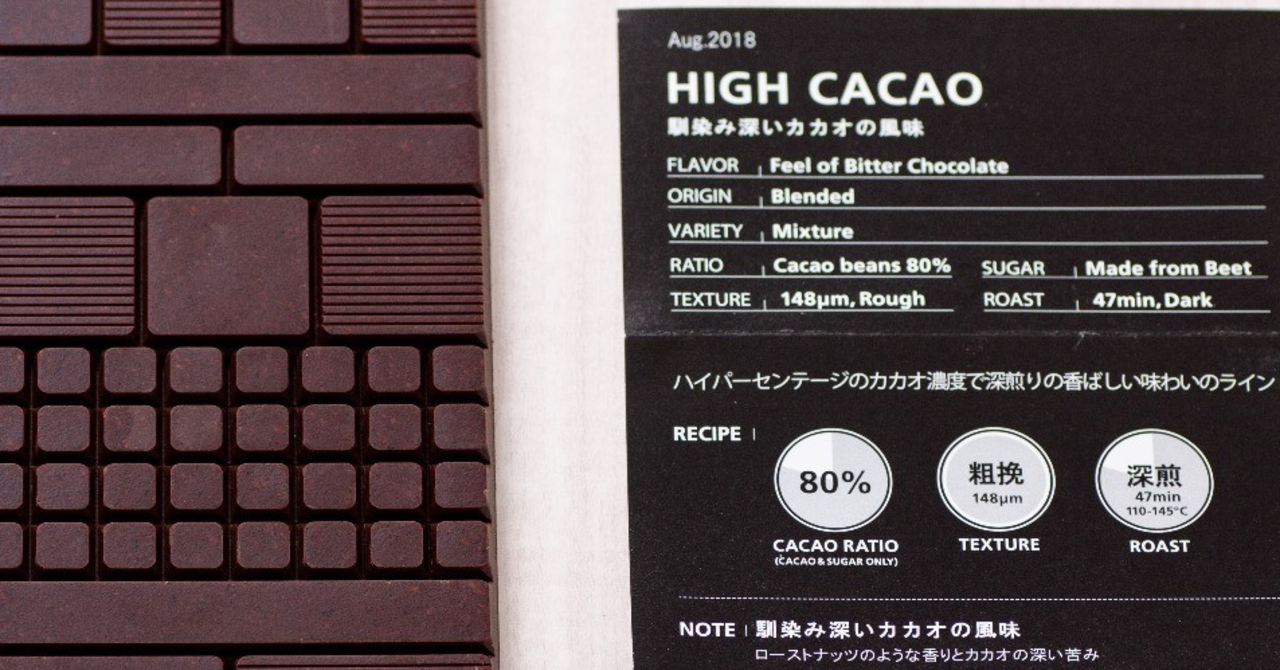 Aug.2018
HIGH CACAO
馴染み深いカカオの風味
FLAVOR Feel of Bitter Chocolate
ORIGIN Blended
VARIETY Mixture
RATIO Cacao beans 80% SUGAR Made from Beet
TEXTURE 148μm, Rough ROAST 47min, Dark
ハイパーセンテージのカカオ濃度で深煎りの香ばしい味わいのライン
RECIPE
80% 粗挽 深煎
148μm 47min
110-145°C
CACAO RATIO TEXTURE ROAST
(CACAO & SUGAR ONLY)
NOTE 馴染み深いカカオの風味
ローストナッツのような香りとカカオの深い苦み